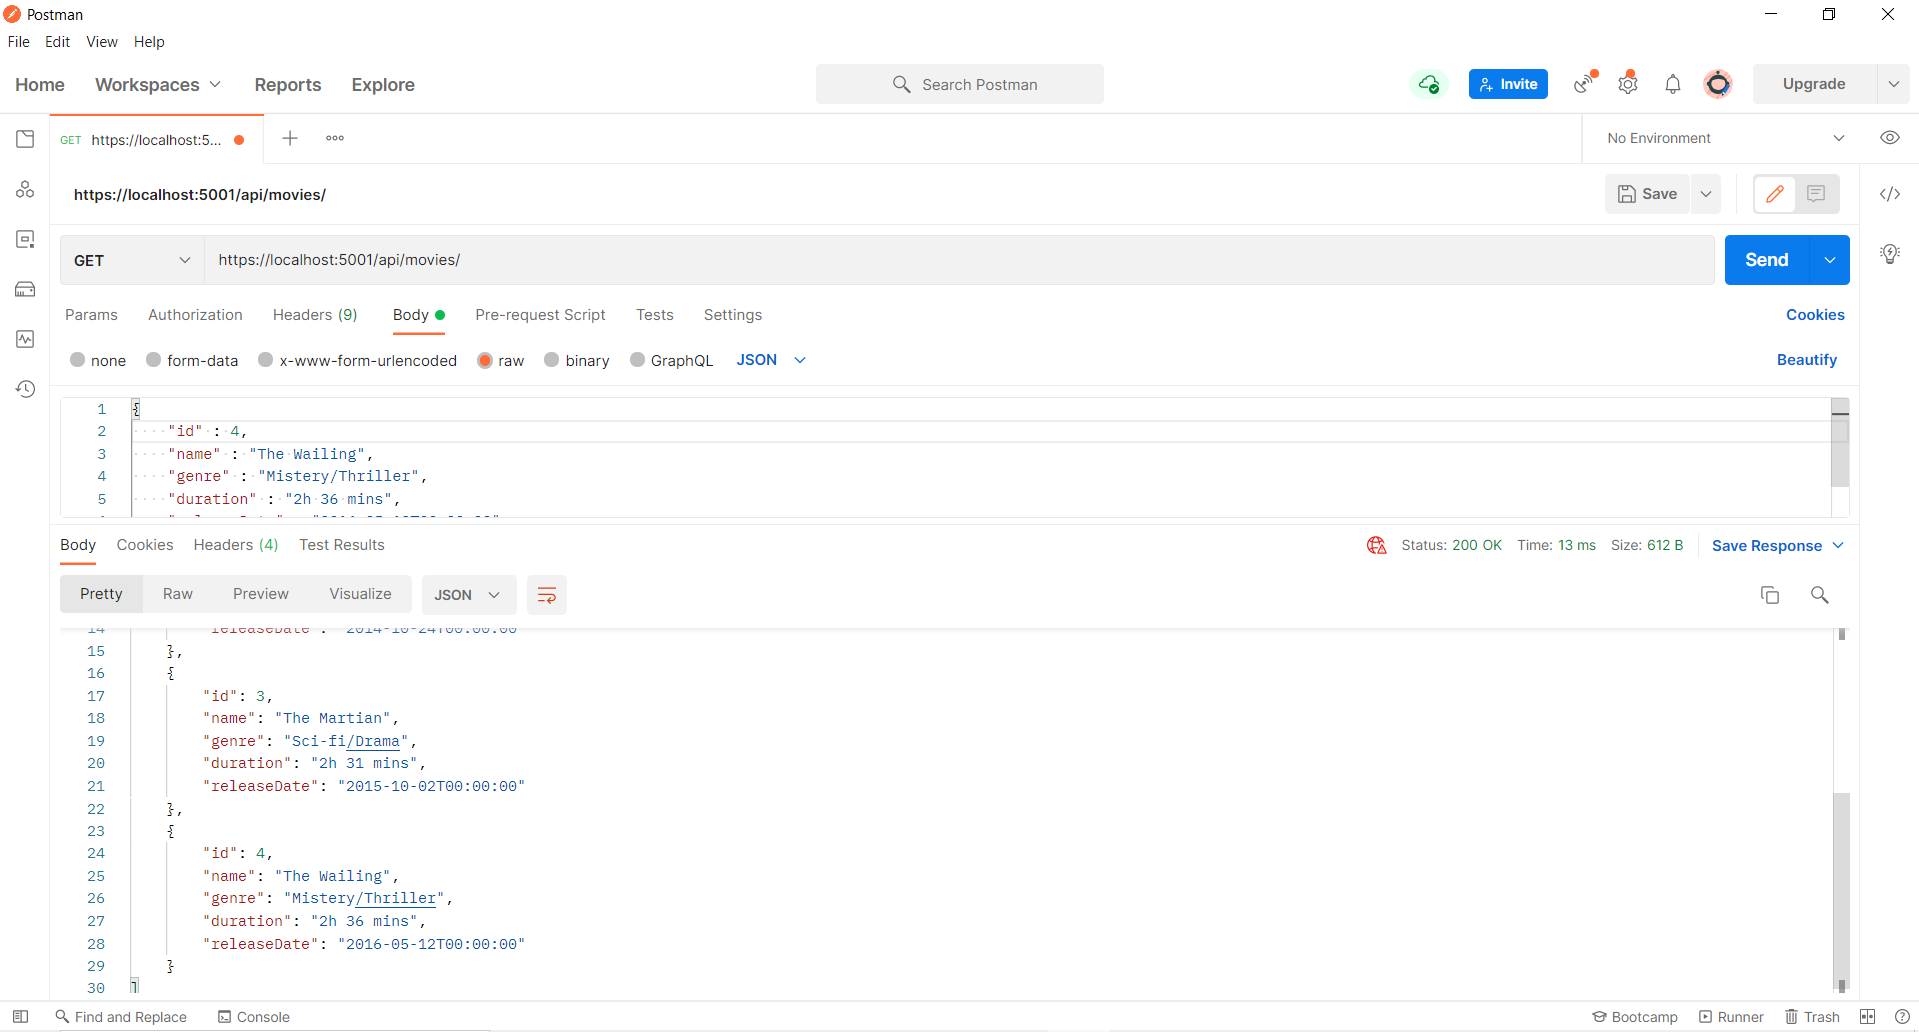 Postman
File Edit View Help
Home Workspaces Reports Explore Search Postman Invite Upgrade
GET https://localhost:5... No Environment
https://localhost:5001/api/movies/ Save
GET https://localhost:5001/api/movies/ Send
Params Authorization Headers (9) Body Pre-request Script Tests Settings Cookies
none form-data x-www-form-urlencoded raw binary GraphQL JSON Beautify
1 {
2 "id" : 4,
3 "name" : "The Wailing",
4 "genre" : "Mistery/Thriller",
5 "duration" : "2h 36 mins",
Body Cookies Headers (4) Test Results Status: 200 OK Time: 13 ms Size: 612 B Save Response
Pretty Raw Preview Visualize JSON
14 "releaseDate": "2014-10-24T00:00:00"
15 },
16 {
17 "id": 3,
18 "name": "The Martian",
19 "genre": "Sci-fi/Drama",
20 "duration": "2h 31 mins",
21 "releaseDate": "2015-10-02T00:00:00"
22 },
23 {
24 "id": 4,
25 "name": "The Wailing",
26 "genre": "Mistery/Thriller",
27 "duration": "2h 36 mins",
28 "releaseDate": "2016-05-12T00:00:00"
29 }
30 ]
Find and Replace Console Bootcamp Runner Trash